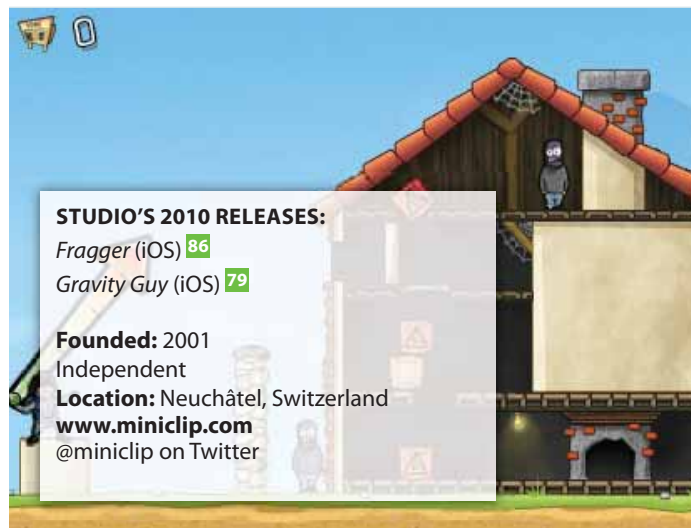 0
STUDIO'S 2010 RELEASES:
Fragger (iOS) 86
Gravity Guy (iOS) 79
Founded: 2001
Independent
Location: Neuchâtel, Switzerland
www.miniclip.com
@miniclip on Twitter